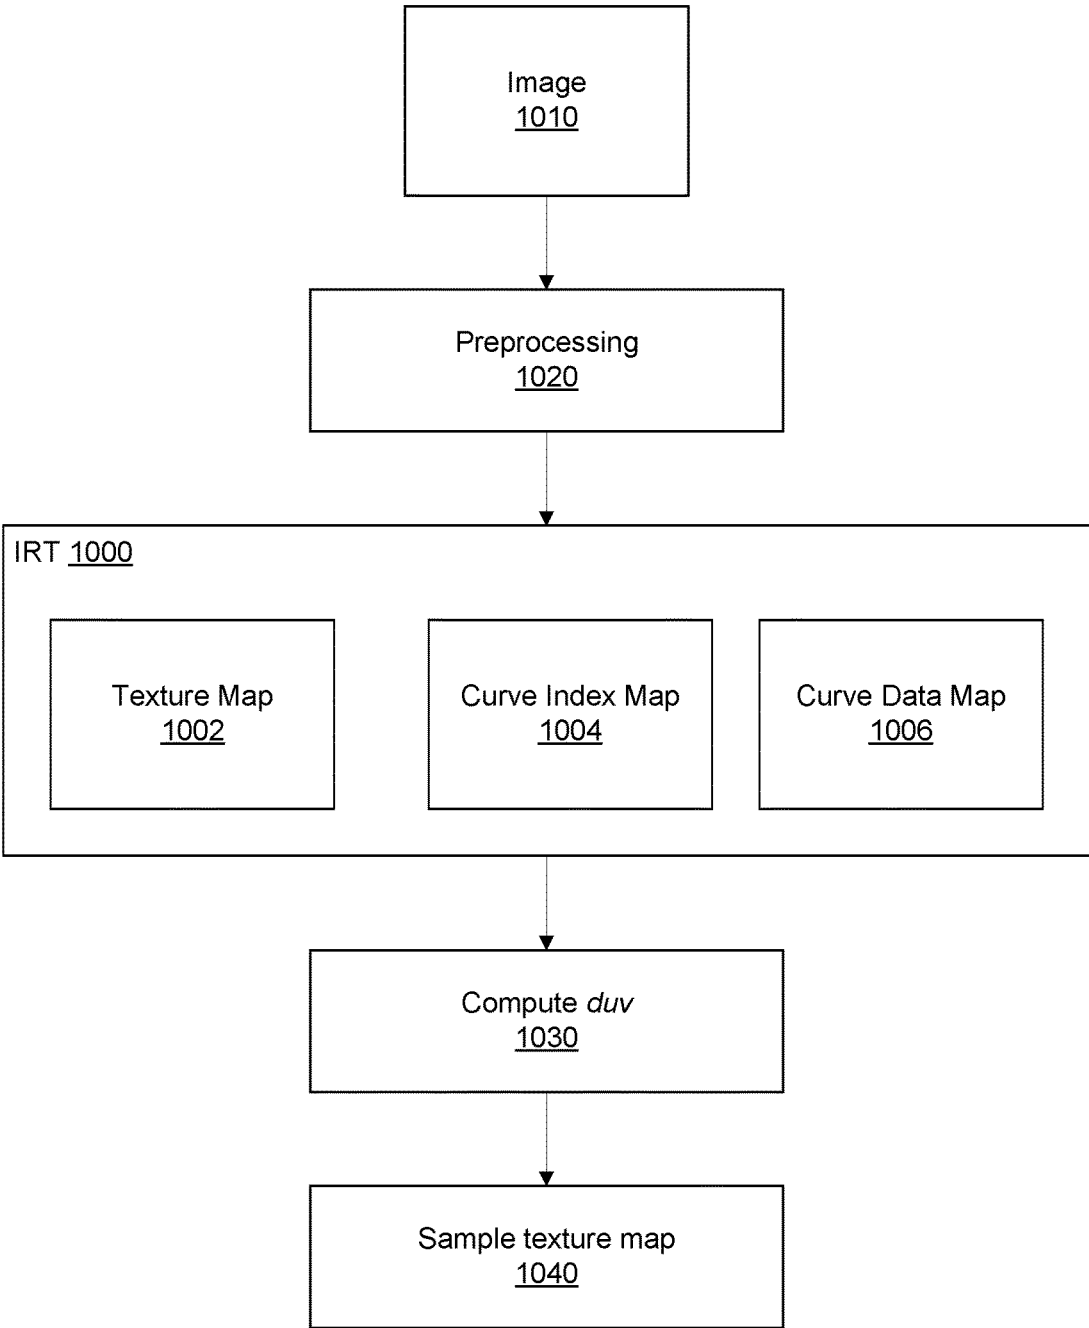 Image
1010
Preprocessing
1020
IRT 1000
Texture Map
1002
Curve Index Map
1004
Curve Data Map
1006
Compute duv
1030
Sample texture map
1040